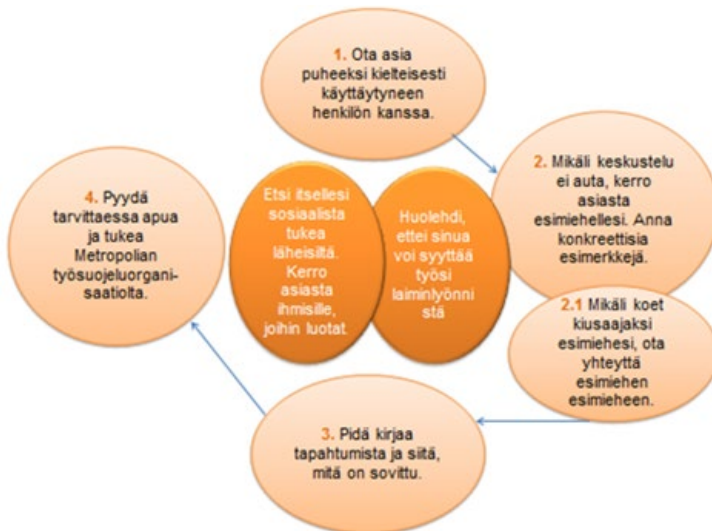 1. Ota asia
puheeksi kielteisesti
käyttäytyneen
henkilön kanssa.
2. Mikäli keskustelu
ei auta, kerro
asiasta
esimiehellesi. Anna
konkreettisia
esimerkkejä.
2.1 Mikäli koet
kiusaajaksi
esimiehesi, ota
yhteyttä
esimiehen
esimieheen.
3. Pidä kirjaa
tapahtumista ja siitä,
mitä on sovittu.
4. Pyydä
tarvittaessa apua
ja tukea
Metropolian
työsuojeluorgani-
saatiolta.
Etsi itsellesi
sosiaalista
tukea
läheisiltä.
Kerro
asiasta
ihmisille,
joihin luotat
Huolehdi,
ettei sinua
voi syyttää
työsi
laiminlyönni
stä